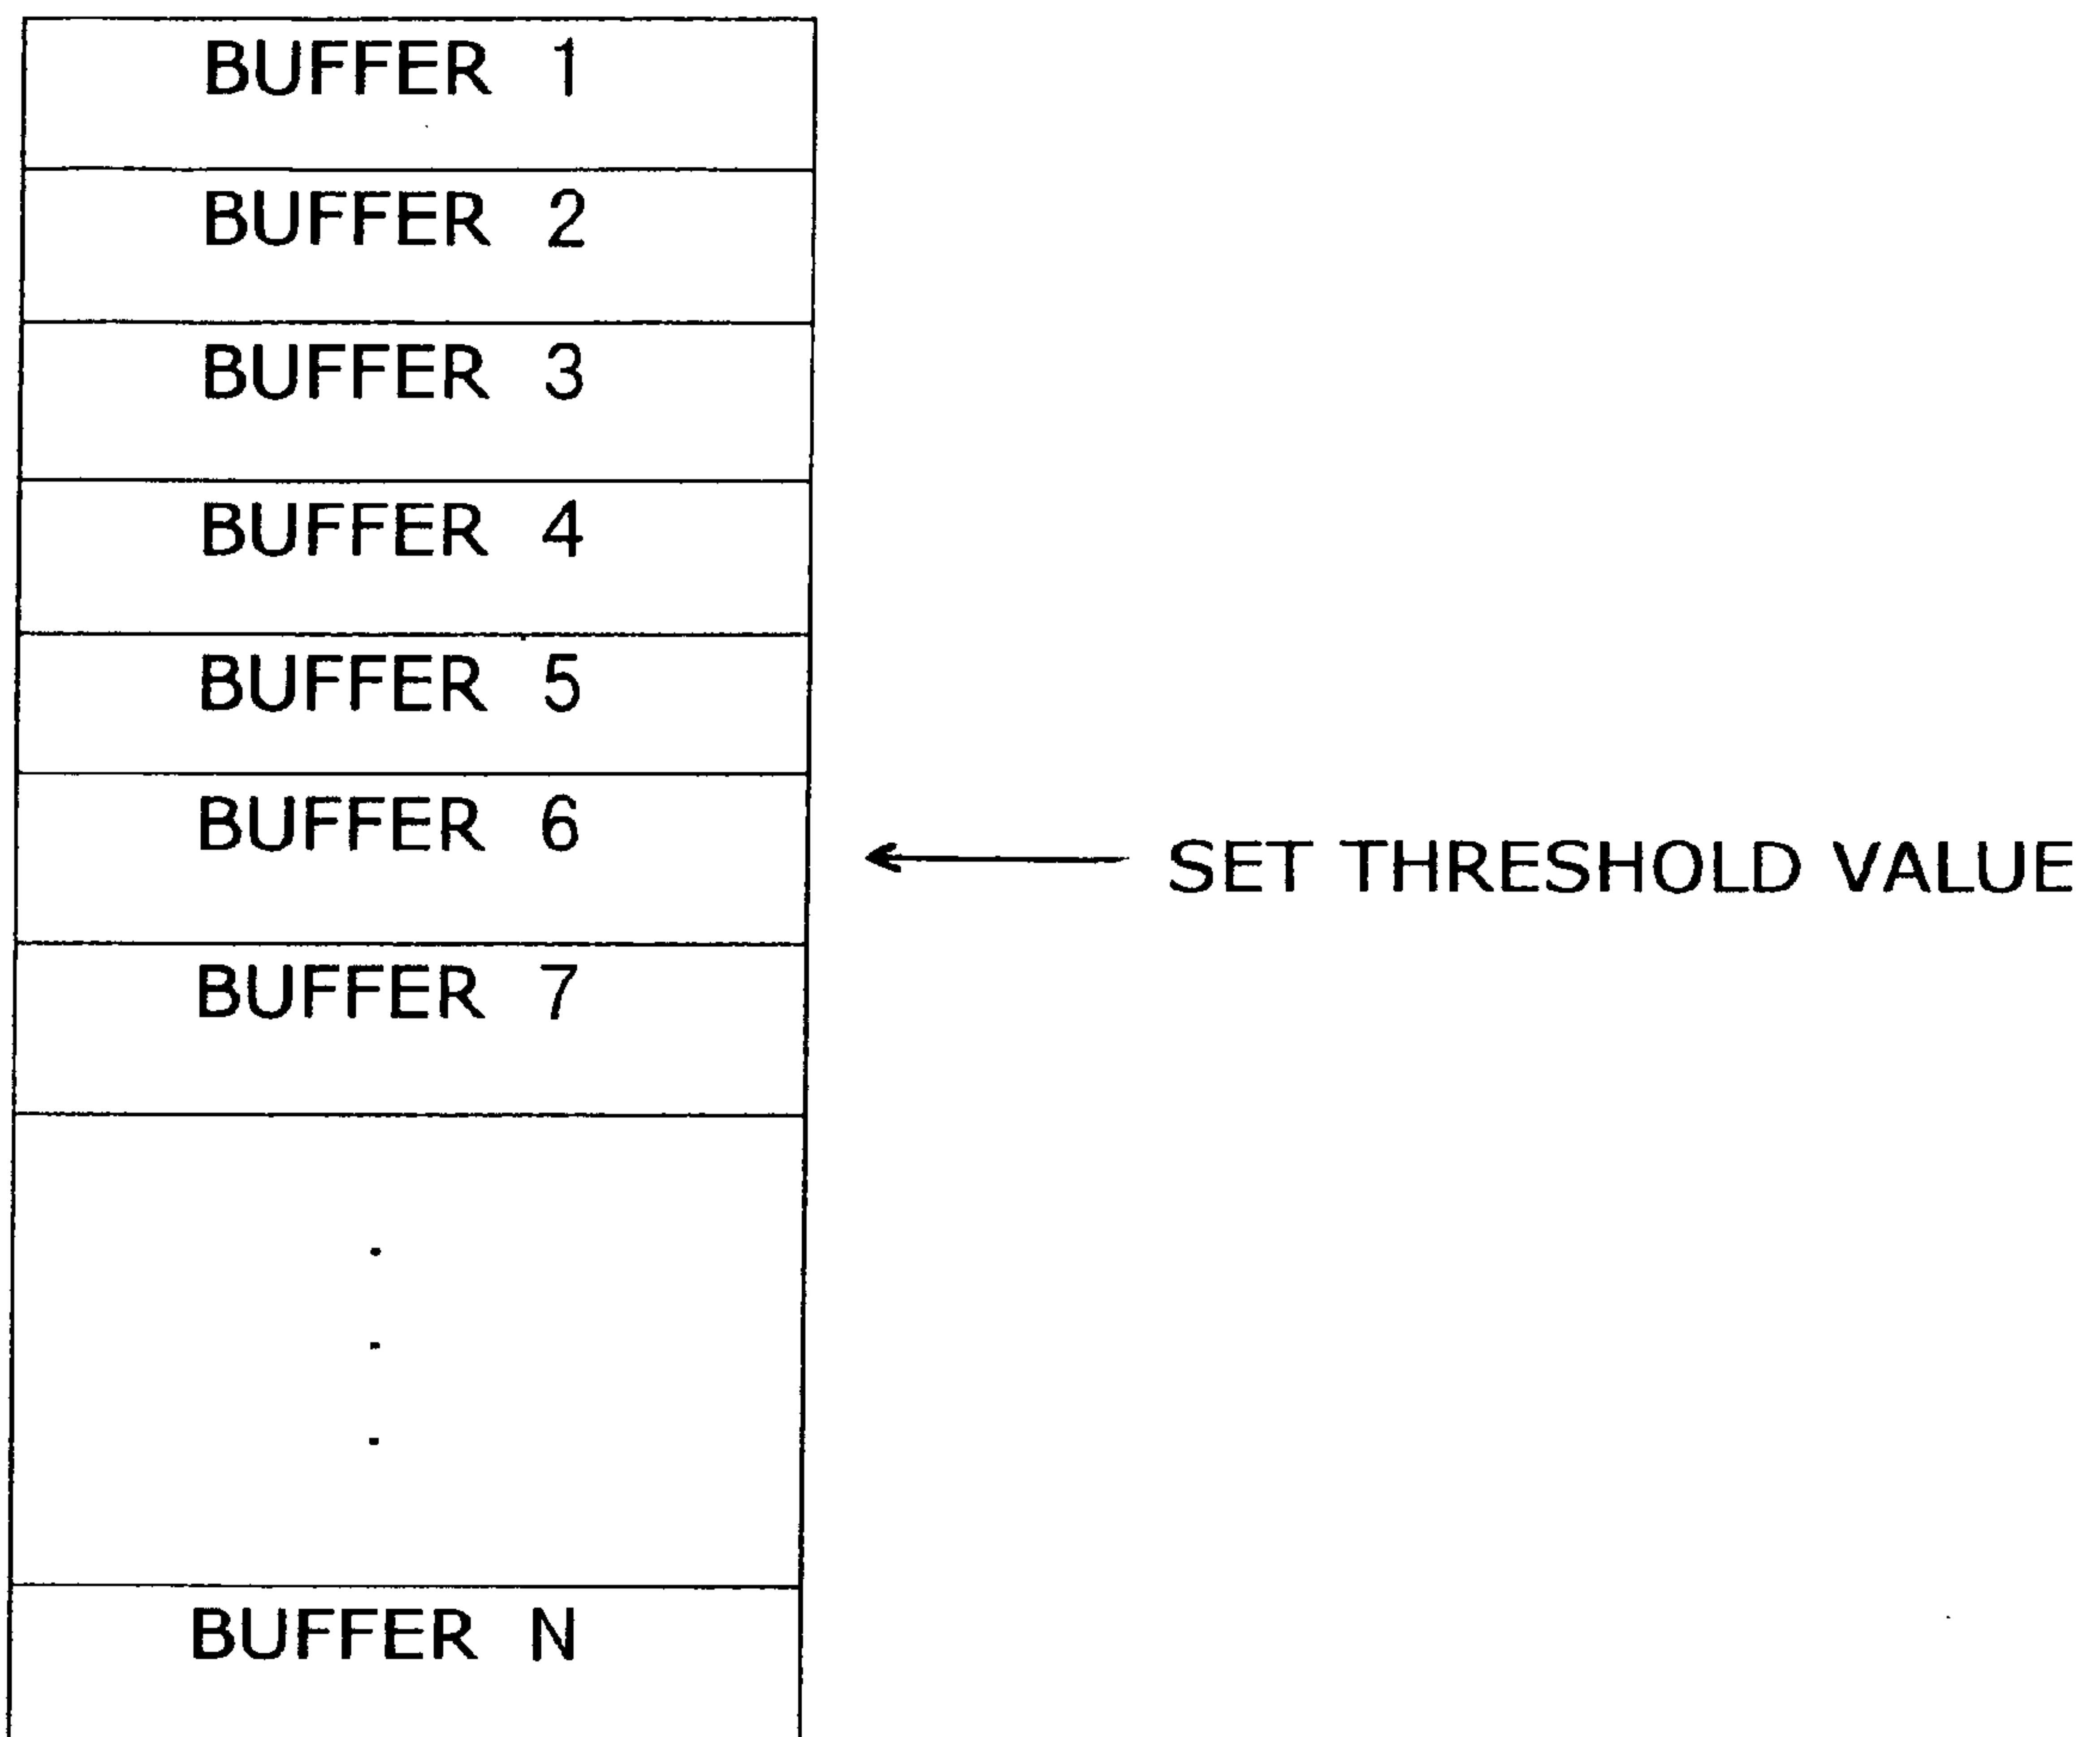 BUFFER 1
BUFFER 2
BUFFER 3
BUFFER 4
BUFFER 5
BUFFER 6
SET THRESHOLD VALUE
BUFFER 7
.
.
.
BUFFER N